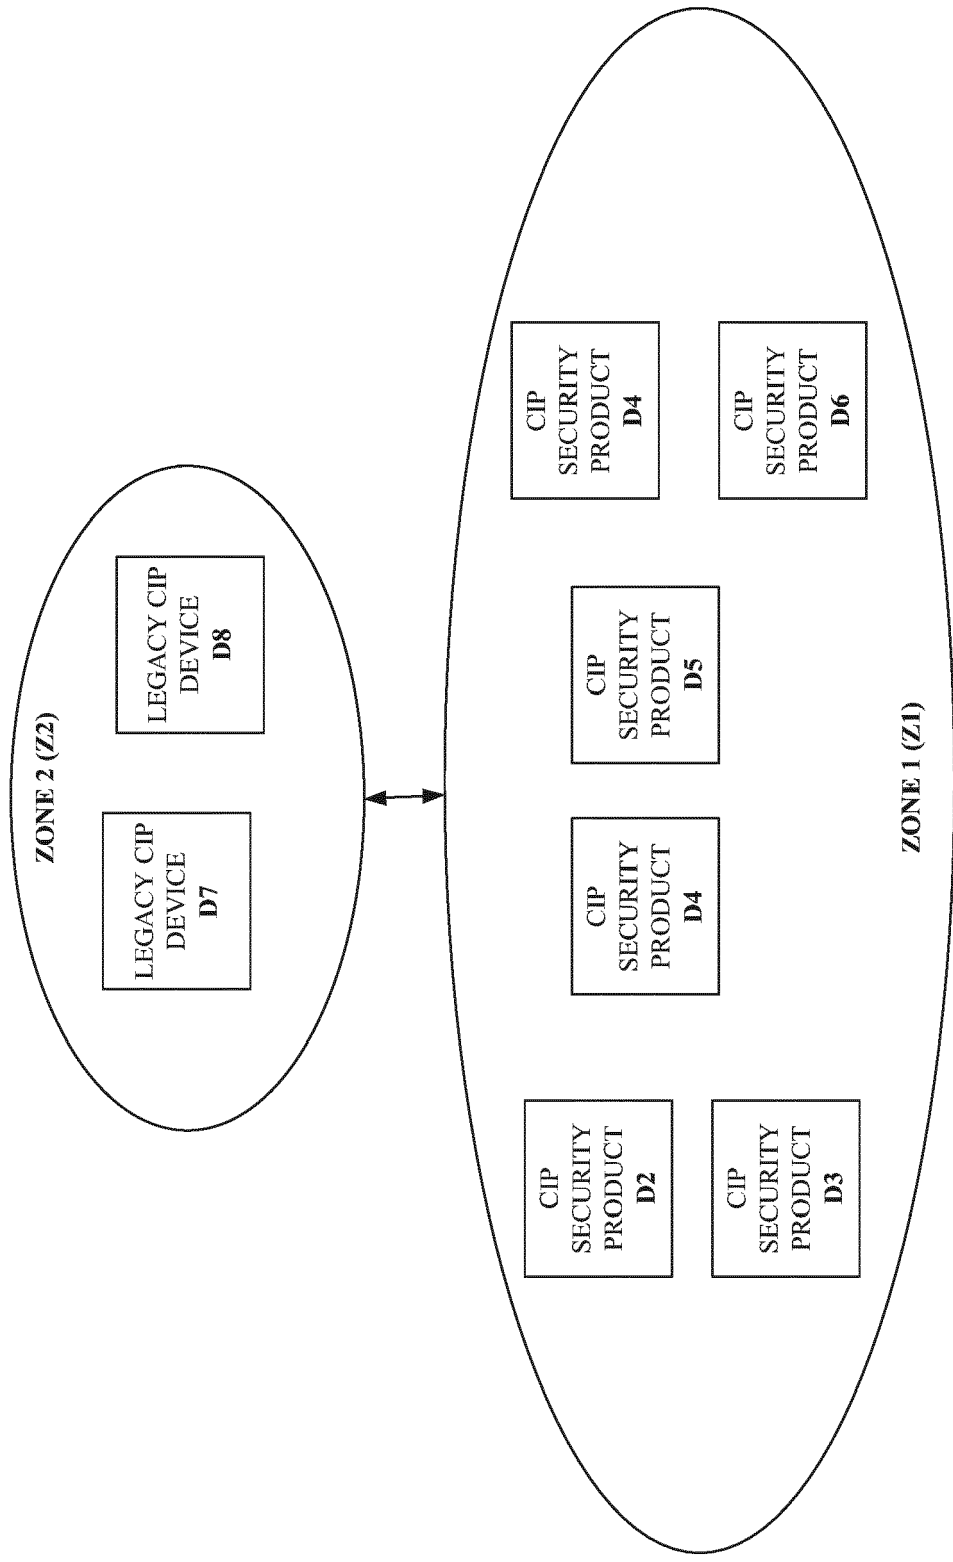 ZONE 2 (Z2)
LEGACY CIP
DEVICE
D7
LEGACY CIP
DEVICE
D8
CIP
SECURITY
PRODUCT
D2
CIP
SECURITY
PRODUCT
D3
CIP
SECURITY
PRODUCT
D4
CIP
SECURITY
PRODUCT
D5
CIP
SECURITY
PRODUCT
D4
CIP
SECURITY
PRODUCT
D6
ZONE 1 (Z1)